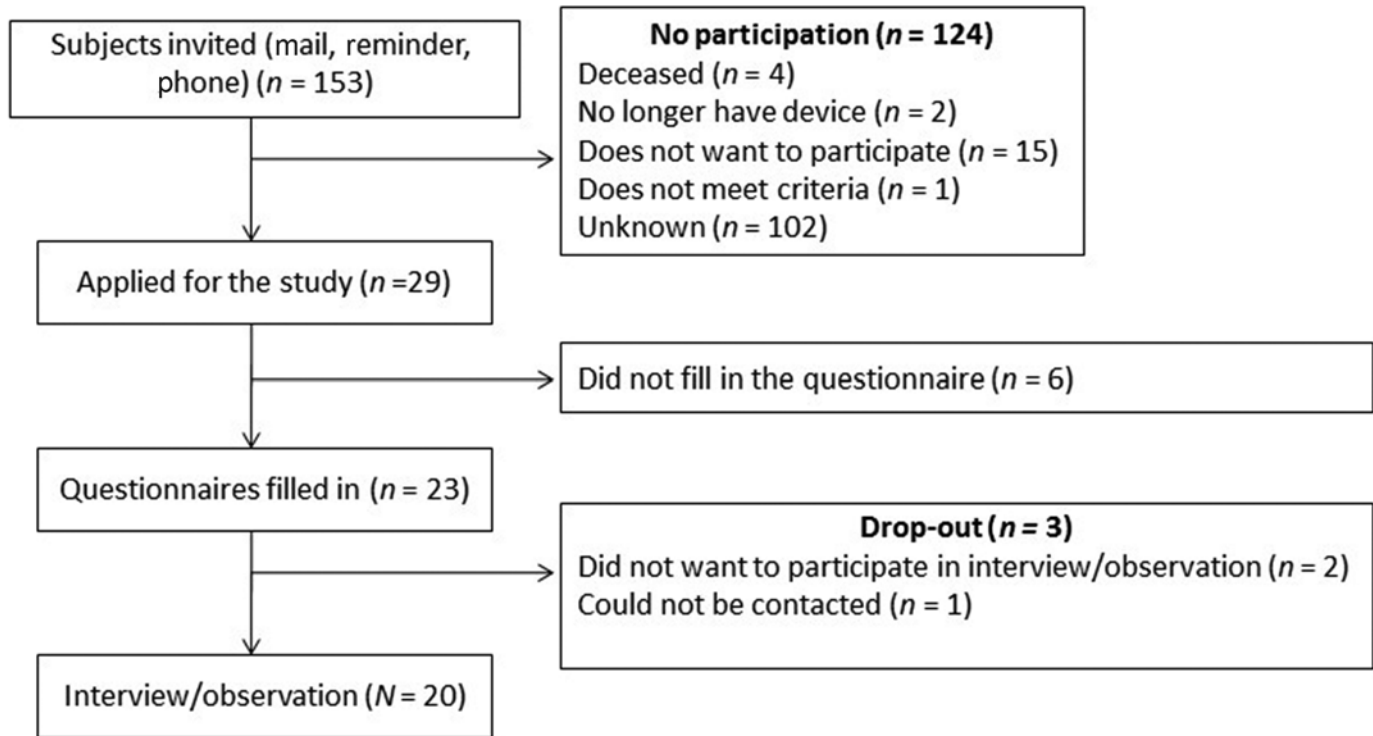 Subjects invited (mail, reminder,
phone) (n = 153)
No participation (n = 124)
Deceased (n = 4)
No longer have device (n = 2)
Does not want to participate (n = 15)
Does not meet criteria (n = 1)
Unknown (n = 102)
Applied for the study (n =29)
Did not fill in the questionnaire (n = 6)
Questionnaires filled in (n = 23)
Drop-out (n = 3)
Did not want to participate in interview/observation (n = 2)
Could not be contacted (n = 1)
Interview/observation (N = 20)